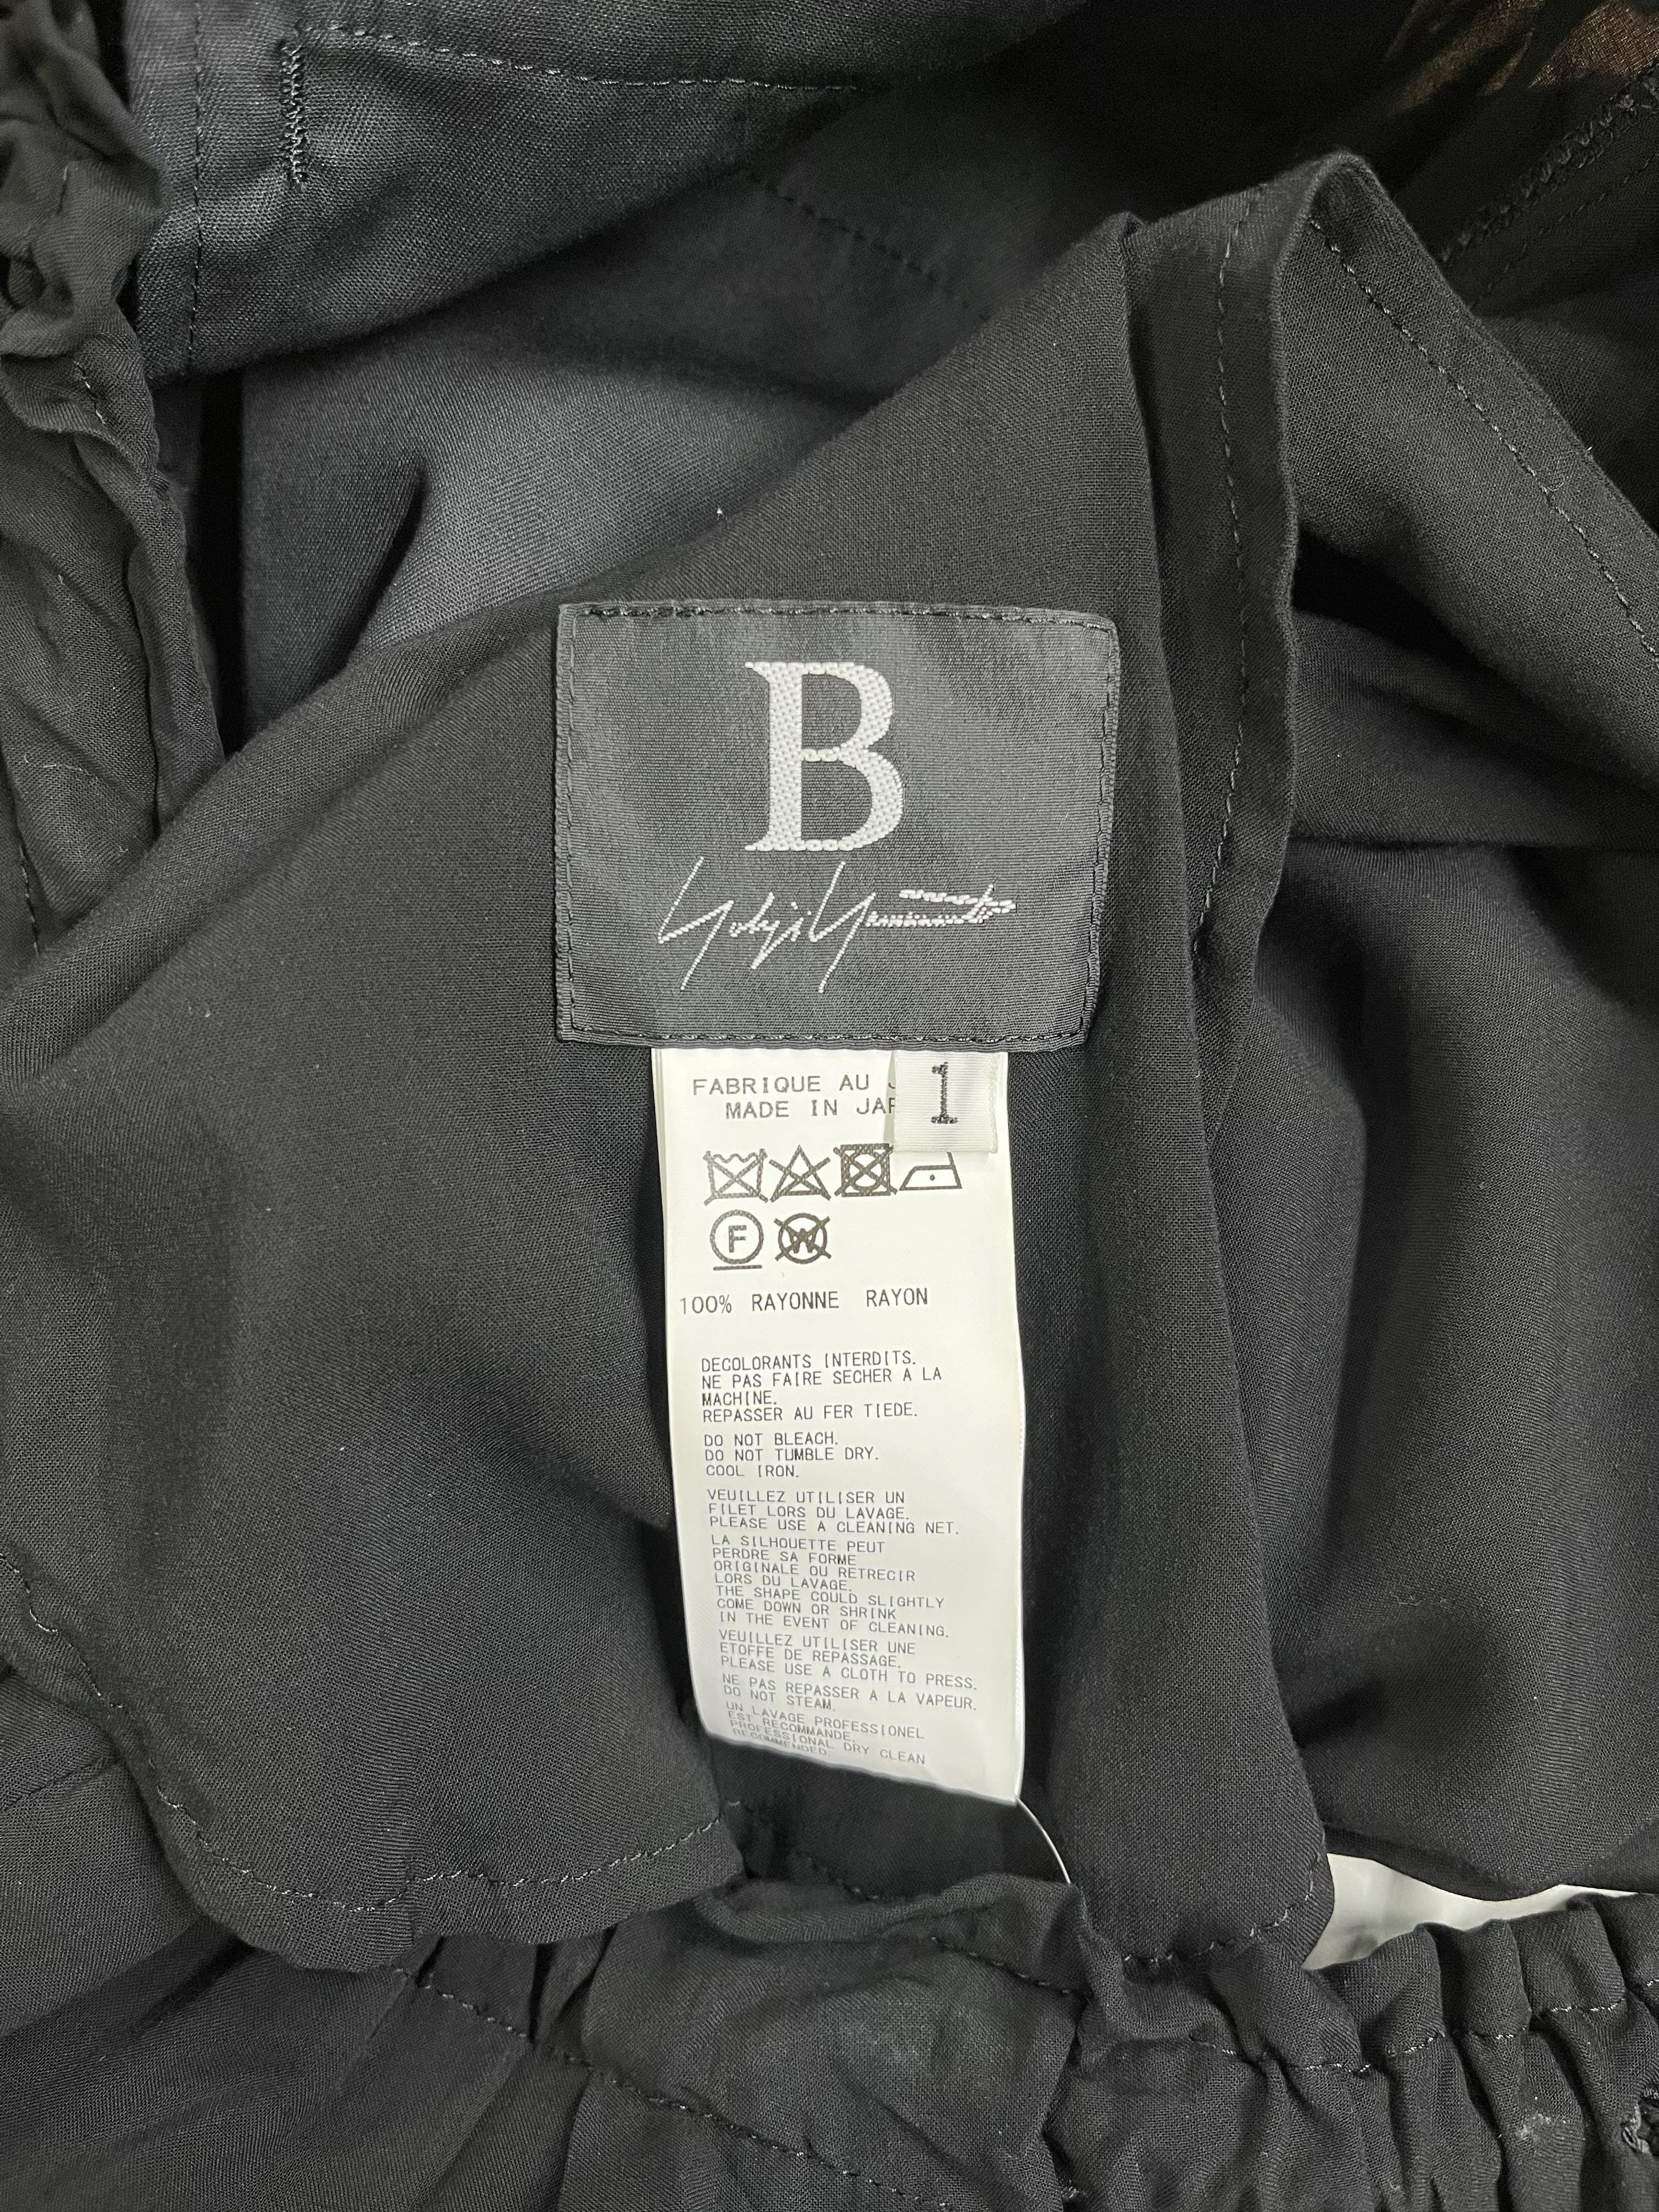 B
Yohji Yamamoto
1
FABRIQUE AU
MADE IN
F
W
100% RAYONNE RAYON
DECOLORANTS INTERDITS.
NE PAS FAIRE SECHER A LA
MACHINE.
REPASSER AU FER TIEDE.
DO NOT BLEACH.
DO NOT TUMBLE DRY.
COOL IRON.
VEUILLEZ UTILISER UN
FILET LORS DU LAVAGE.
PLEASE USE A CLEANING NET.
LA SILHOUETTE PEUT
PERDRE SA FORME
ORIGINALE OU RETRECIR
LORS DU LAVAGE.
THE SHAPE COULD SLIGHTLY
COME DOWN OR SHRINK
IN THE EVENT OF CLEANING.
VEUILLEZ UTILISER UNE
ETOFFE DE REPASSAGE.
PLEASE USE A CLOTH TO PRESS.
NE PAS REPASSER A LA VAPEUR.
DO NOT STEAM.
UN LAVAGE PROFESSIONEL
EST RECOMMANDE.
PROFESSIONAL DRY CLEAN
RECOMMENDED.